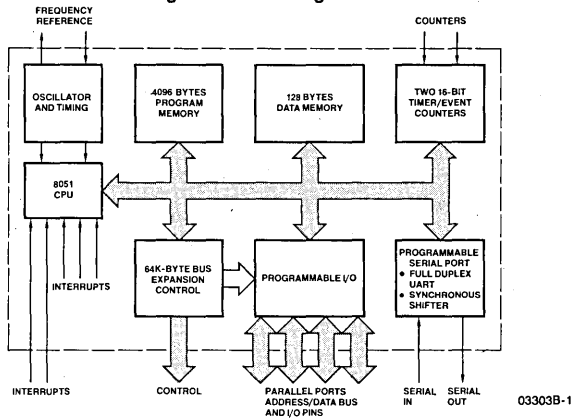 FREQUENCY
REFERENCE
COUNTERS
OSCILLATOR
AND TIMING
4096 BYTES
PROGRAM
MEMORY
128 BYTES
DATA MEMORY
TWO 16-BIT
TIMER/EVENT
COUNTERS
8051
CPU
INTERRUPTS
64K-BYTE BUS
EXPANSION
CONTROL
PROGRAMMABLE I/O
PROGRAMMABLE
SERIAL PORT
• FULL DUPLEX
UART
• SYNCHRONOUS
SHIFTER
INTERRUPTS
CONTROL
PARALLEL PORTS
ADDRESS/DATA BUS
AND I/O PINS
SERIAL
IN
SERIAL
OUT
03303B-1